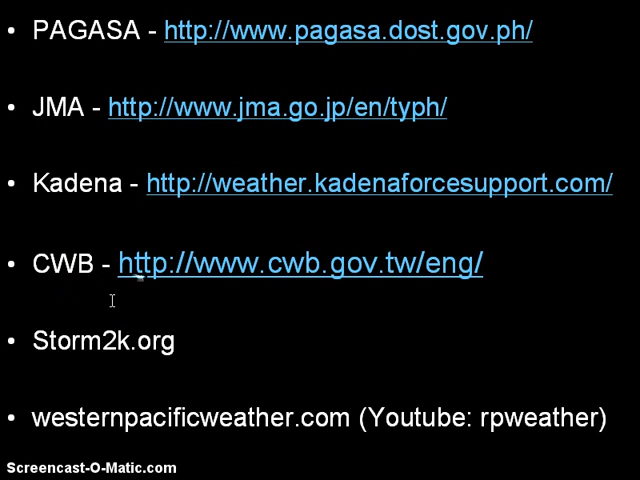 • PAGASA - http://www.pagasa.dost.gov.ph/
• JMA - http://www.jma.go.jp/en/typh/
• Kadena - http://weather.kadenaforcesupport.com/
• CWB - http://www.cwb.gov.tw/eng/
• Storm2k.org
• westernpacificweather.com (Youtube: rpweather)
Screencast-O-Matic.com